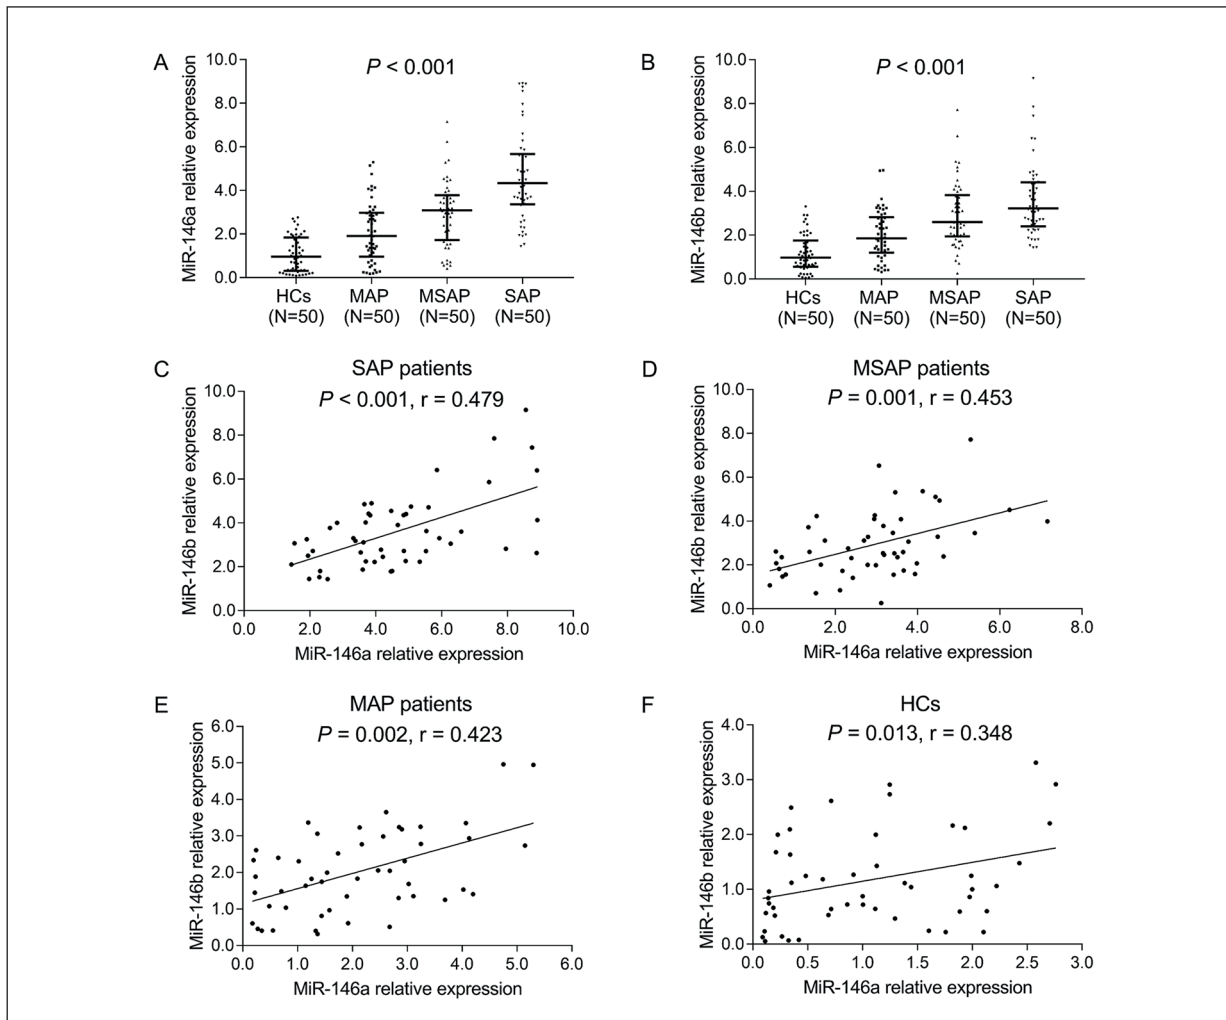 A
P < 0.001
MiR-146a relative expression
10.0
8.0
6.0
4.0
2.0
0.0
HCs
(N=50)
MAP
(N=50)
MSAP
(N=50)
SAP
(N=50)
B
P < 0.001
MiR-146b relative expression
10.0
8.0
6.0
4.0
2.0
0.0
HCs
(N=50)
MAP
(N=50)
MSAP
(N=50)
SAP
(N=50)
C
SAP patients
P < 0.001, r = 0.479
MiR-146b relative expression
10.0
8.0
6.0
4.0
2.0
0.0
0.0 2.0 4.0 6.0 8.0 10.0
MiR-146a relative expression
D
MSAP patients
P = 0.001, r = 0.453
MiR-146b relative expression
10.0
8.0
6.0
4.0
2.0
0.0
0.0 2.0 4.0 6.0 8.0
MiR-146a relative expression
E
MAP patients
P = 0.002, r = 0.423
MiR-146b relative expression
6.0
5.0
4.0
3.0
2.0
1.0
0.0
0.0 1.0 2.0 3.0 4.0 5.0 6.0
MiR-146a relative expression
F
HCs
P = 0.013, r = 0.348
MiR-146b relative expression
4.0
3.0
2.0
1.0
0.0
0.0 0.5 1.0 1.5 2.0 2.5 3.0
MiR-146a relative expression